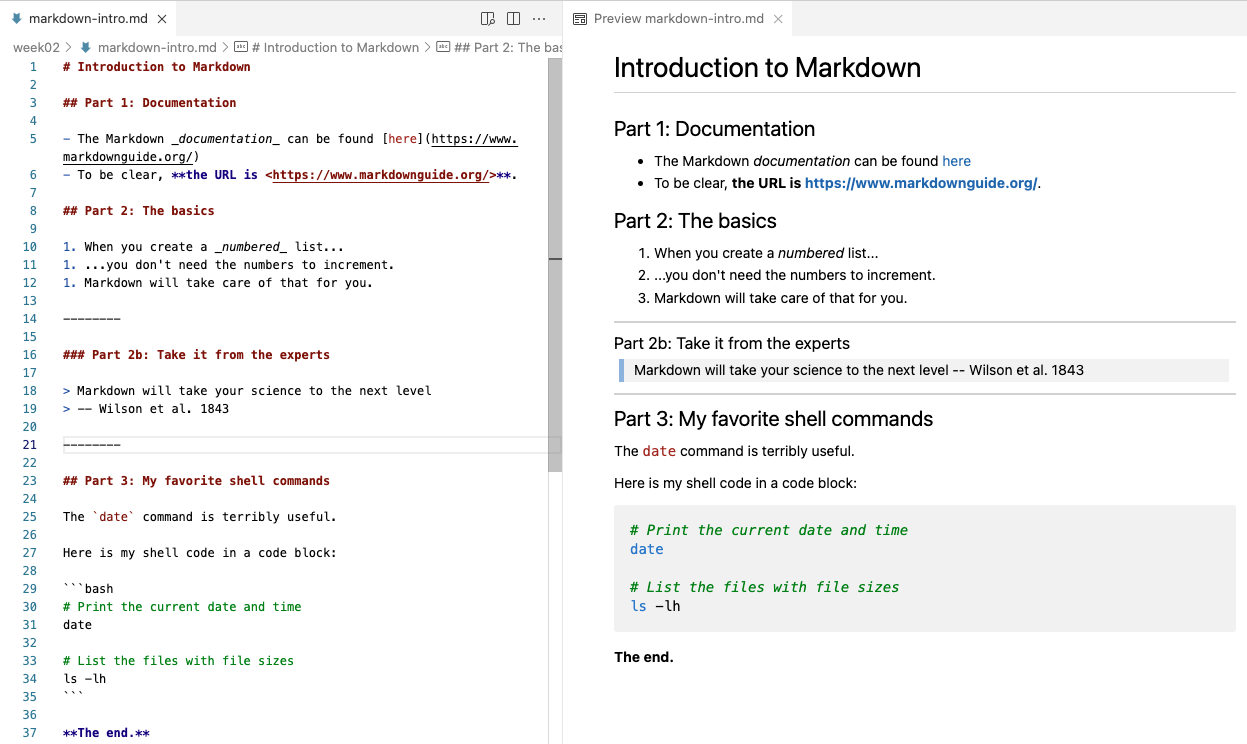 markdown-intro.md
week02 > markdown-intro.md > # Introduction to Markdown > ## Part 2: The bas
1 # Introduction to Markdown
2
3 ## Part 1: Documentation
4
5 - The Markdown _documentation_ can be found [here](https://www.
markdownguide.org/)
6 - To be clear, **the URL is <https://www.markdownguide.org/>**.
7
8 ## Part 2: The basics
9
10 1. When you create a _numbered_ list...
11 1. ...you don't need the numbers to increment.
12 1. Markdown will take care of that for you.
13
14 --------
15
16 ### Part 2b: Take it from the experts
17
18 > Markdown will take your science to the next level
19 > -- Wilson et al. 1843
20
21 --------
22
23 ## Part 3: My favorite shell commands
24
25 The `date` command is terribly useful.
26
27 Here is my shell code in a code block:
28
29 ```bash
30 # Print the current date and time
31 date
32
33 # List the files with file sizes
34 ls -lh
35 ```
36
37 **The end.**
Preview markdown-intro.md
Introduction to Markdown
Part 1: Documentation
• The Markdown documentation can be found here
• To be clear, the URL is https://www.markdownguide.org/.
Part 2: The basics
1. When you create a numbered list...
2. ...you don't need the numbers to increment.
3. Markdown will take care of that for you.
Part 2b: Take it from the experts
Markdown will take your science to the next level -- Wilson et al. 1843
Part 3: My favorite shell commands
The date command is terribly useful.
Here is my shell code in a code block:
# Print the current date and time
date
# List the files with file sizes
ls -lh
The end.